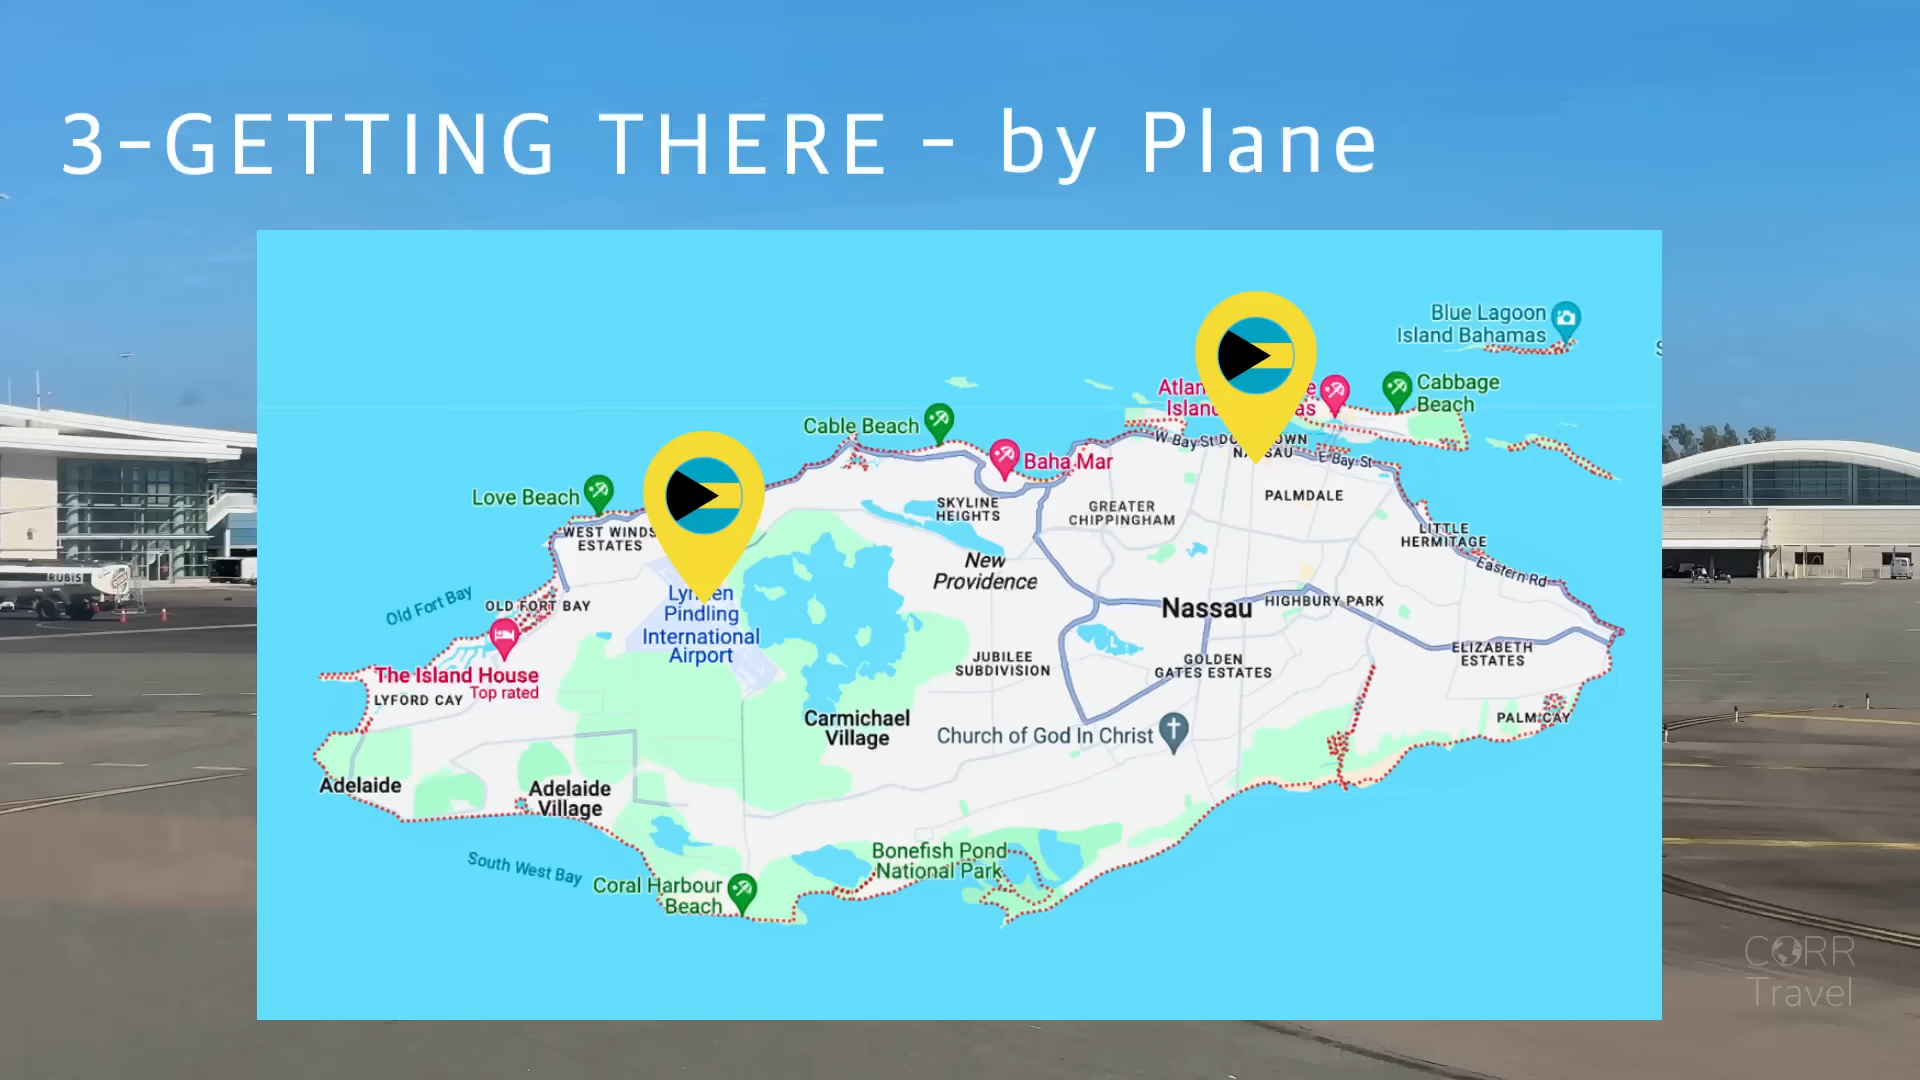 3-GETTING THERE - by Plane
Blue Lagoon
Island Bahamas
Cabbage
Beach
Cable Beach
W Bay St
E Bay St
Baha Mar
Love Beach
PALMDALE
SKYLINE
HEIGHTS
GREATER
CHIPPINGHAM
WEST WINDS
ESTATES
LITTLE
HERMITAGE
New
Providence
Eastern Rd
RUBIS
Old Fort Bay
OLD FORT BAY
Pindling
International
Airport
Nassau
HIGHBURY PARK
ELIZABETH
ESTATES
JUBILEE
SUBDIVISION
GOLDEN
GATES ESTATES
The Island House
Top rated
LYFORD CAY
Carmichael
Village
Church of God In Christ
PALM CAY
Adelaide
Adelaide
Village
South West Bay
Coral Harbour
Beach
Bonefish Pond
National Park
CORR
Travel